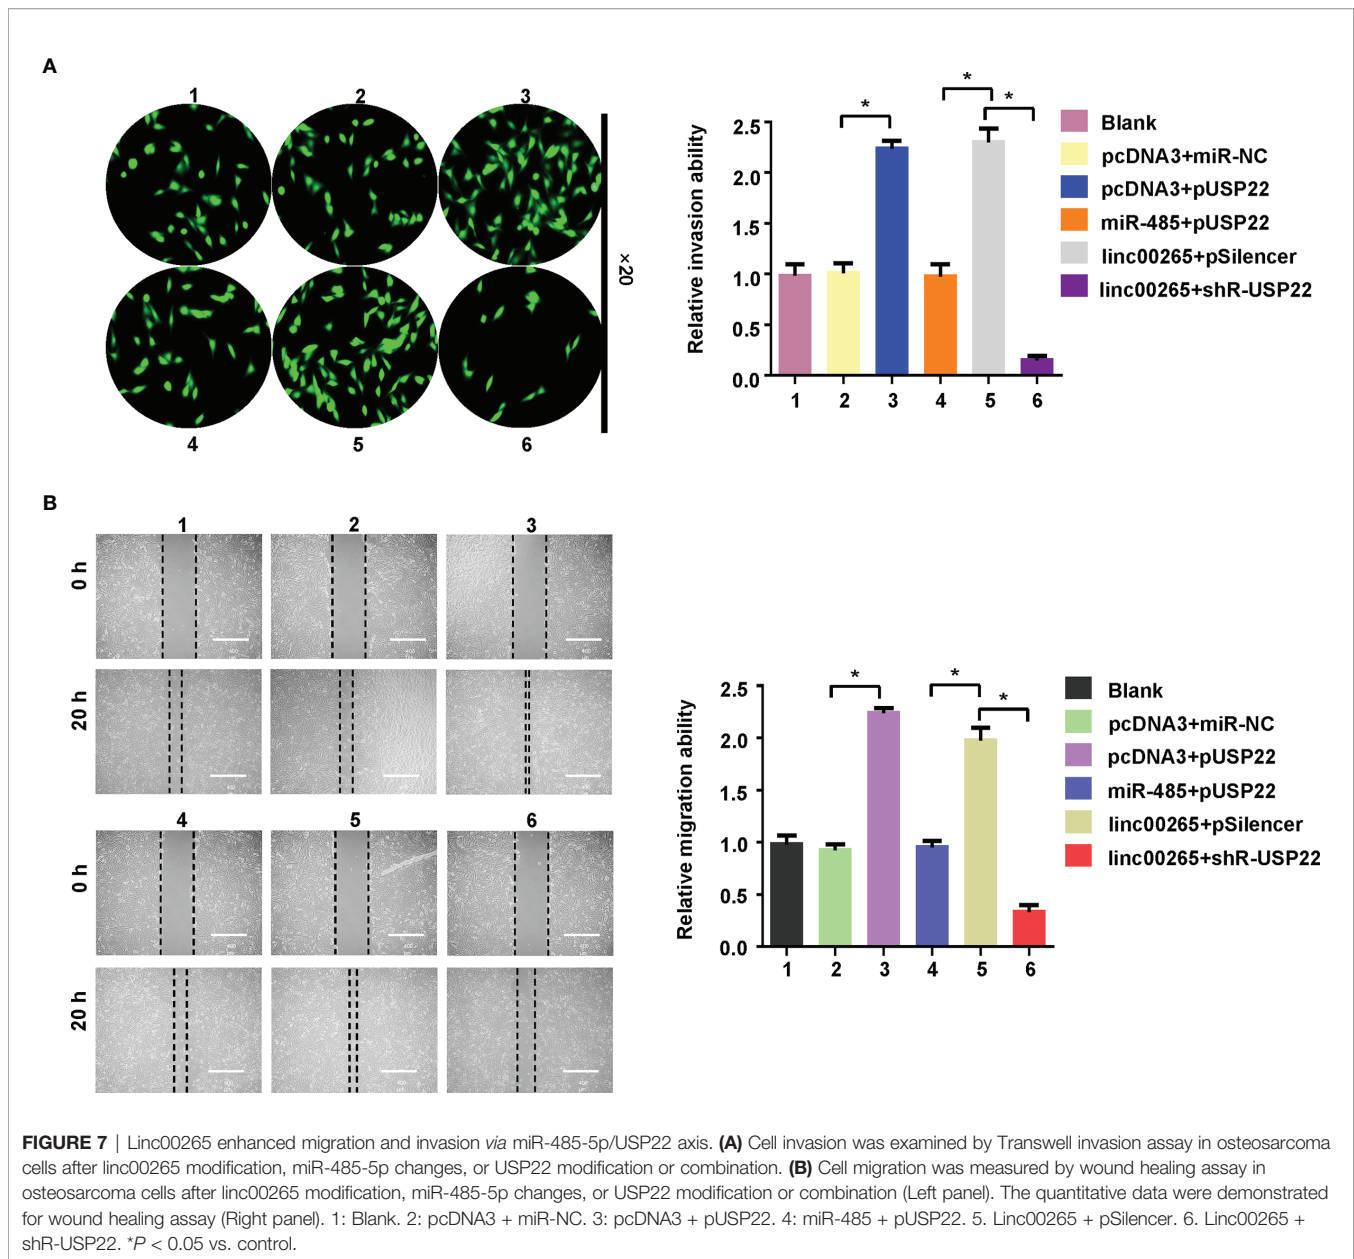 A
1 2 3
×20
4 5 6
Relative invasion ability
2.5
2.0
1.5
1.0
0.5
0.0
* * *
1 2 3 4 5 6
Blank
pcDNA3+miR-NC
pcDNA3+pUSP22
miR-485+pUSP22
linc00265+pSilencer
linc00265+shR-USP22
B
1 2 3
0 h
20 h
4 5 6
0 h
20 h
Relative migration ability
2.5
2.0
1.5
1.0
0.5
0.0
* * *
1 2 3 4 5 6
Blank
pcDNA3+miR-NC
pcDNA3+pUSP22
miR-485+pUSP22
linc00265+pSilencer
linc00265+shR-USP22
FIGURE 7 | Linc00265 enhanced migration and invasion via miR-485-5p/USP22 axis. (A) Cell invasion was examined by Transwell invasion assay in osteosarcoma
cells after linc00265 modification, miR-485-5p changes, or USP22 modification or combination. (B) Cell migration was measured by wound healing assay in
osteosarcoma cells after linc00265 modification, miR-485-5p changes, or USP22 modification or combination (Left panel). The quantitative data were demonstrated
for wound healing assay (Right panel). 1: Blank. 2: pcDNA3 + miR-NC. 3: pcDNA3 + pUSP22. 4: miR-485 + pUSP22. 5. Linc00265 + pSilencer. 6. Linc00265 +
shR-USP22. *P < 0.05 vs. control.